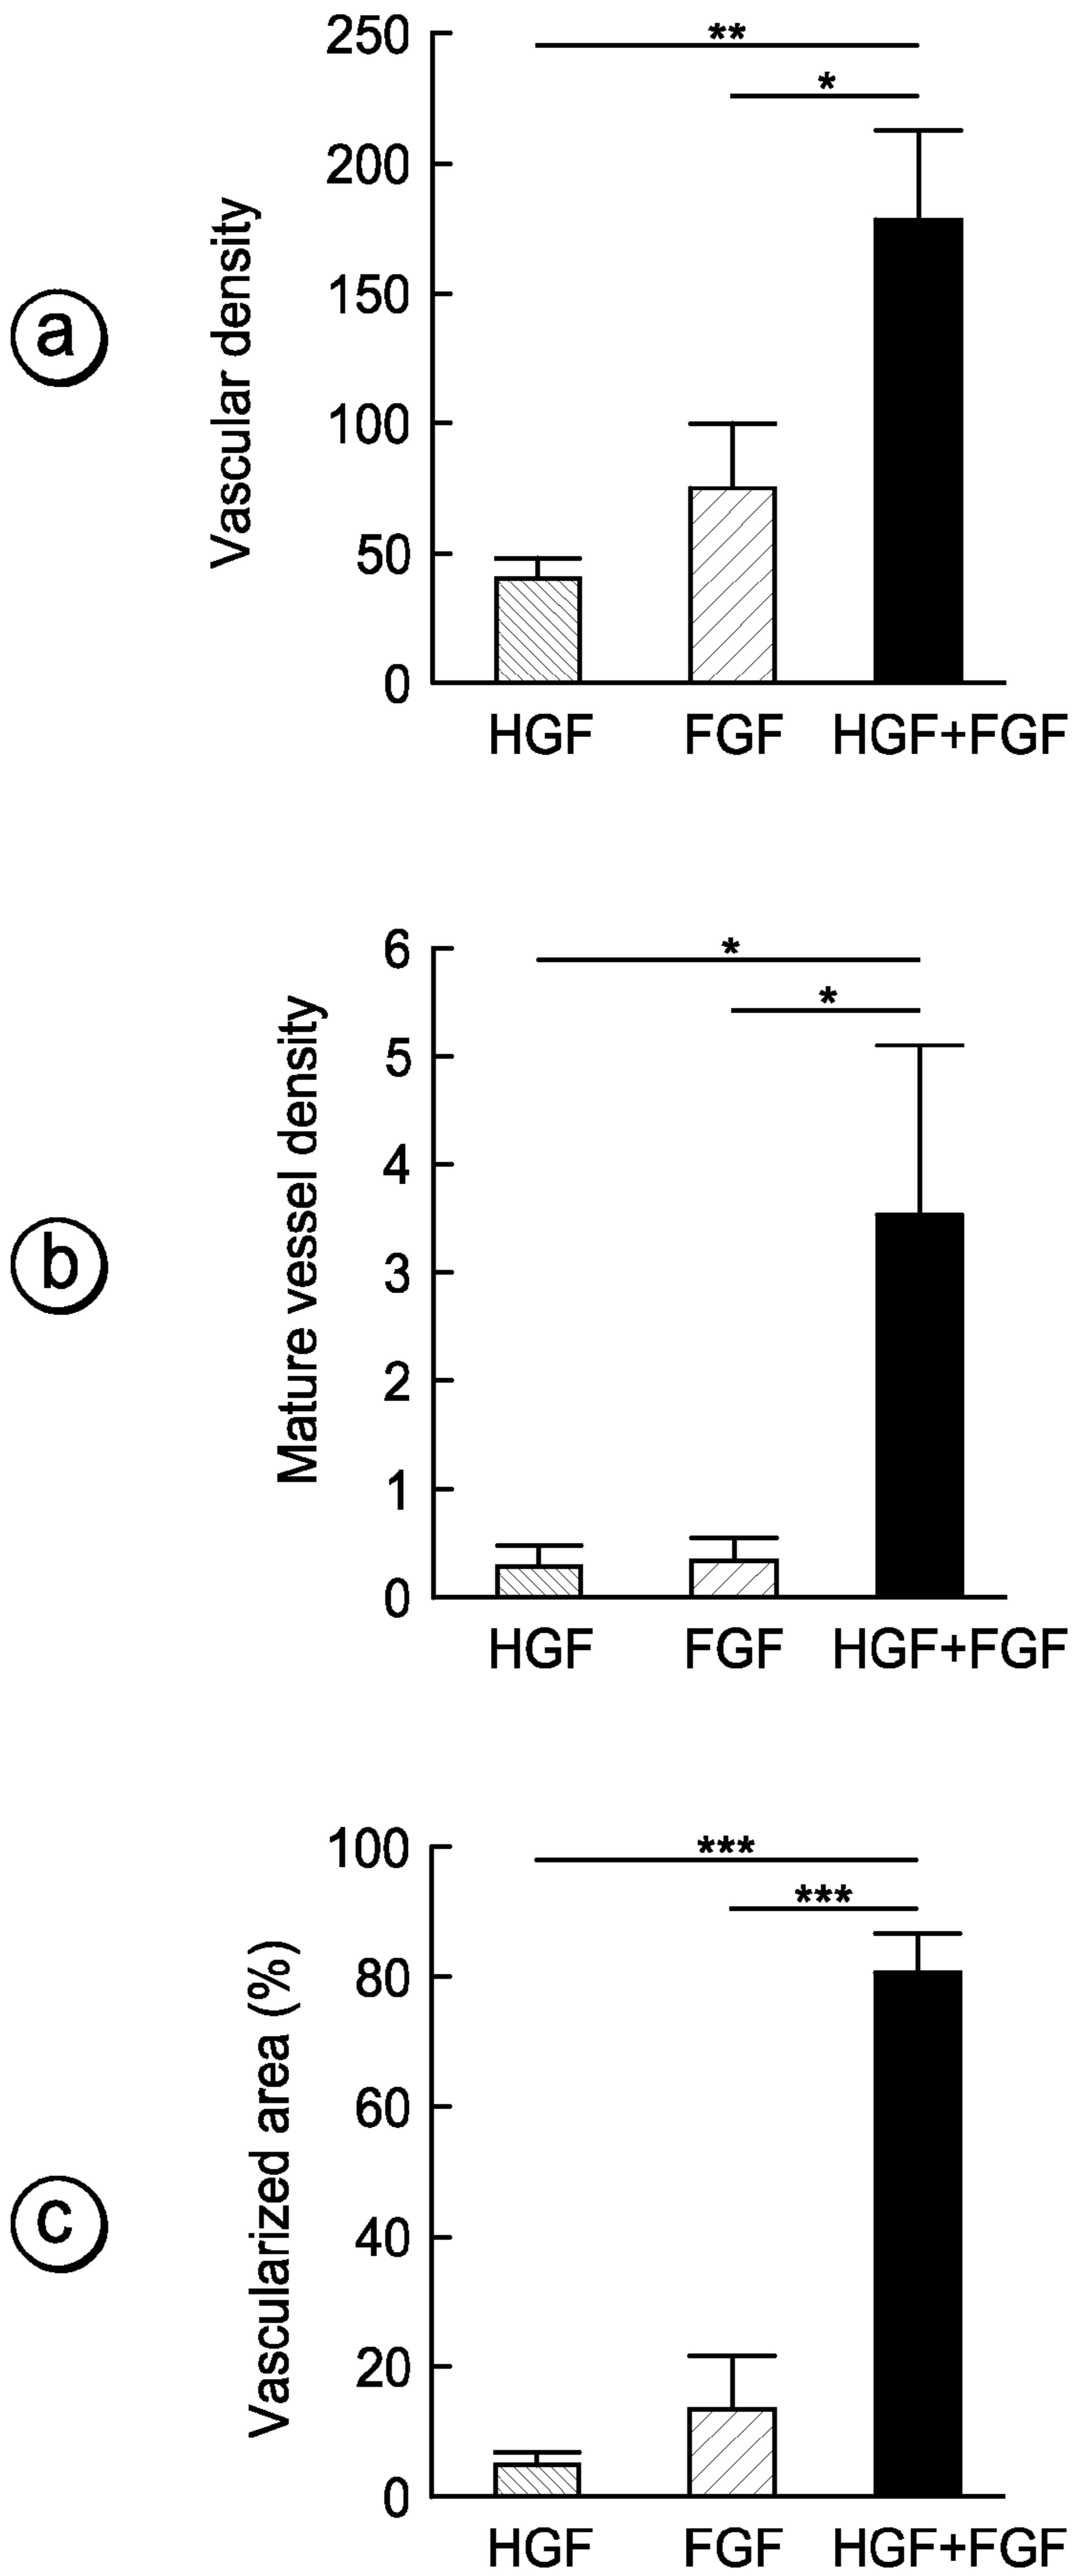 a
Vascular density
250
200
150
100
50
0
**
*
HGF FGF HGF+FGF
b
Mature vessel density
6
5
4
3
2
1
0
*
*
HGF FGF HGF+FGF
c
Vascularized area (%)
100
80
60
40
20
0
***
***
HGF FGF HGF+FGF